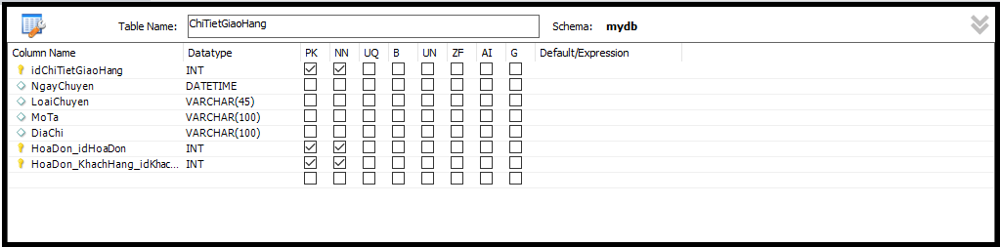 Table Name: ChiTietGiaoHang Schema: mydb
Column Name Datatype PK NN UQ B UN ZF AI G Default/Expression
idChiTietGiaoHang INT
NgayChuyen DATETIME
LoaiChuyen VARCHAR(45)
MoTa VARCHAR(100)
DiaChi VARCHAR(100)
HoaDon_idHoaDon INT
HoaDon_KhachHang_idKhac... INT